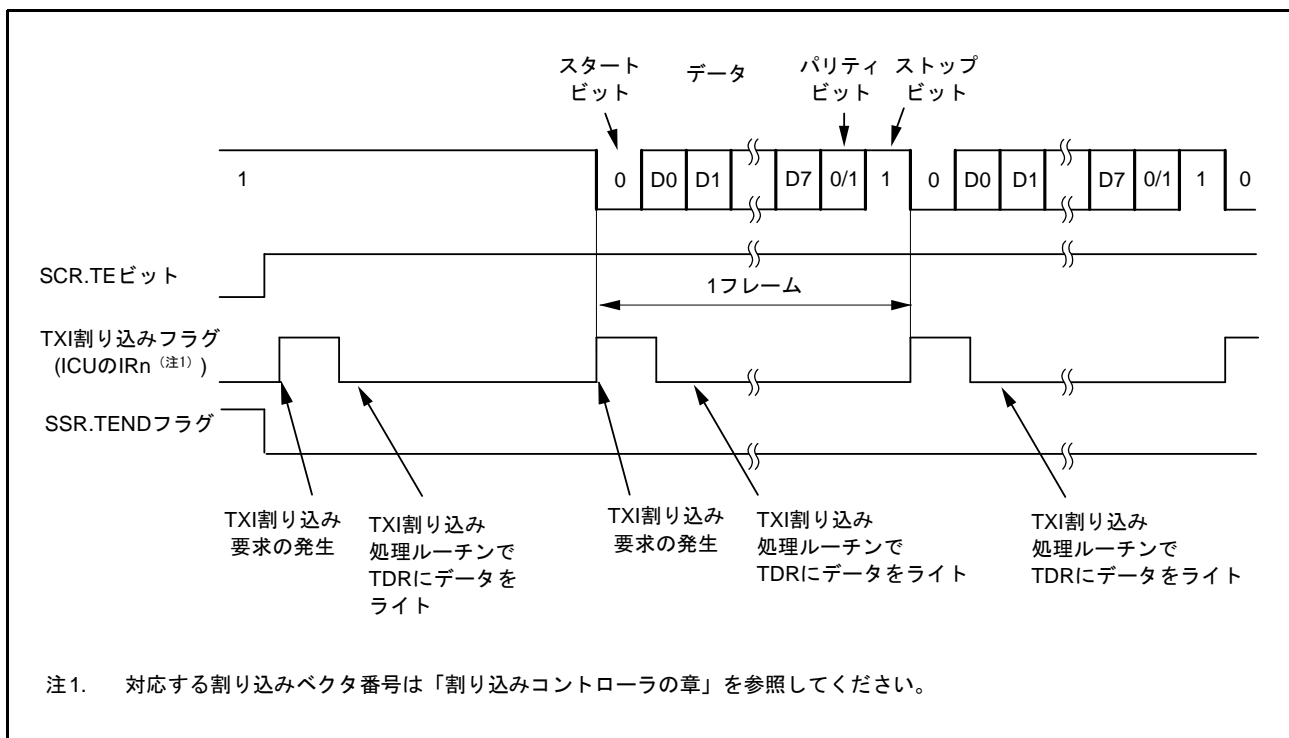 スタート
ビット
データ
パリティ
ビット
ストップ
ビット
1
0 D0 D1 D7 0/1 1 0 D0 D1 D7 0/1 1 0
SCR.TEビット
1フレーム
TXI割り込みフラグ
(ICUのIRn（注1）)
SSR.TENDフラグ
TXI割り込み
要求の発生
TXI割り込み
処理ルーチンで
TDRにデータを
ライト
TXI割り込み
要求の発生
TXI割り込み
処理ルーチンで
TDRにデータをライト
TXI割り込み
処理ルーチンで
TDRにデータをライト
注1. 対応する割り込みベクタ番号は「割り込みコントローラの章」を参照してください。